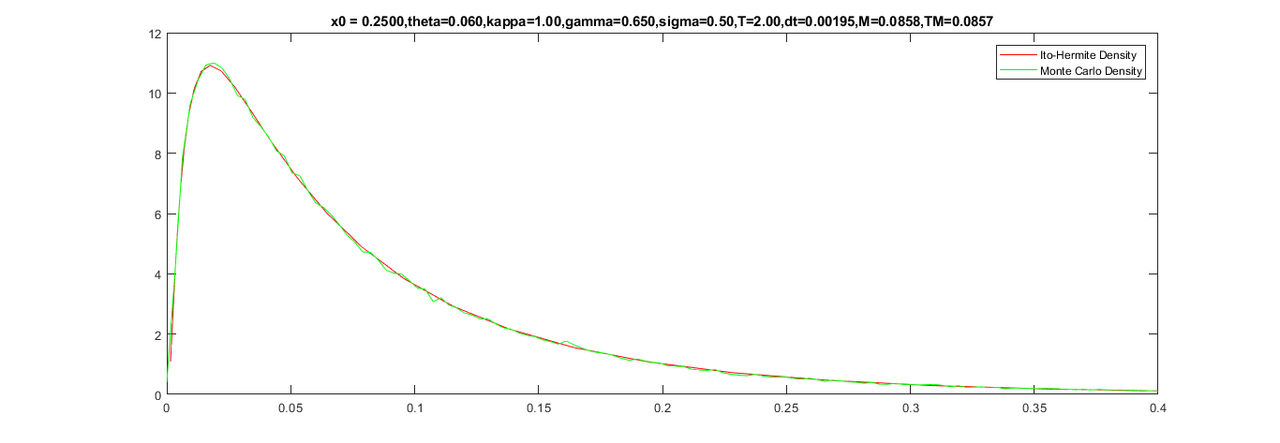 x0 = 0.2500,theta=0.060,kappa=1.00,gamma=0.650,sigma=0.50,T=2.00,dt=0.00195,M=0.0858,TM=0.0857
Ito-Hermite Density
Monte Carlo Density
12
10
8
6
4
2
0
0 0.05 0.1 0.15 0.2 0.25 0.3 0.35 0.4